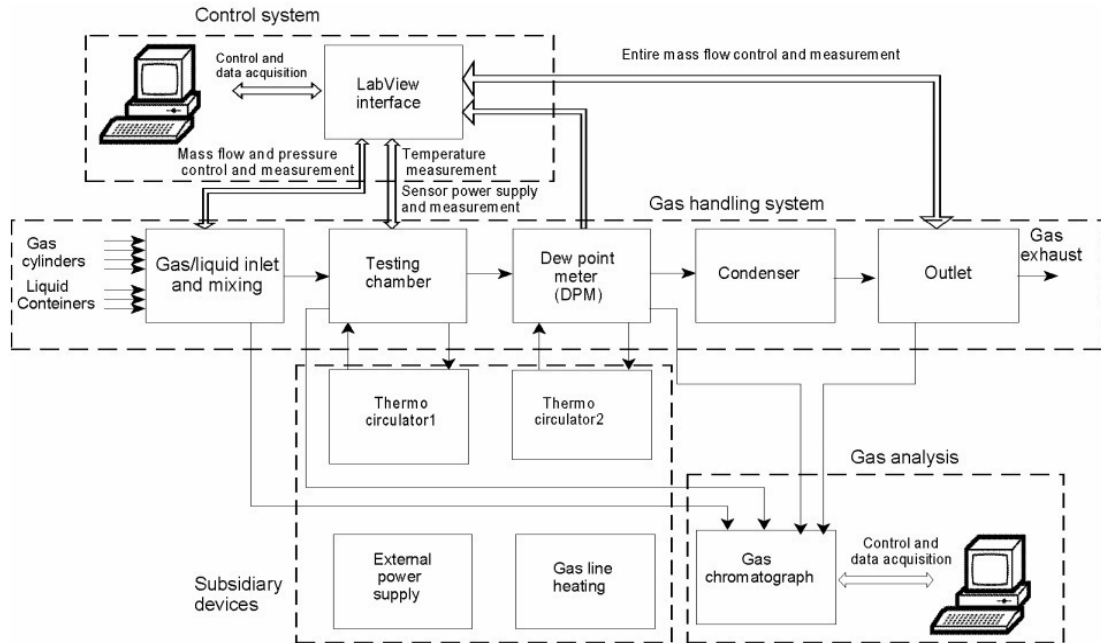 Control system
Control and
data acquisition
LabView
interface
Entire mass flow control and measurement
Mass flow and pressure
control and measurement
Temperature
measurement
Sensor power supply
and measurement
Gas handling system
Gas
cylinders
Liquid
Conteiners
Gas/liquid inlet
and mixing
Testing
chamber
Dew point
meter
(DPM)
Condenser
Outlet
Gas
exhaust
Thermo
circulator1
Thermo
circulator2
Gas analysis
External
power
supply
Gas line
heating
Subsidiary
devices
Gas
chromatograph
Control and
data acquisition